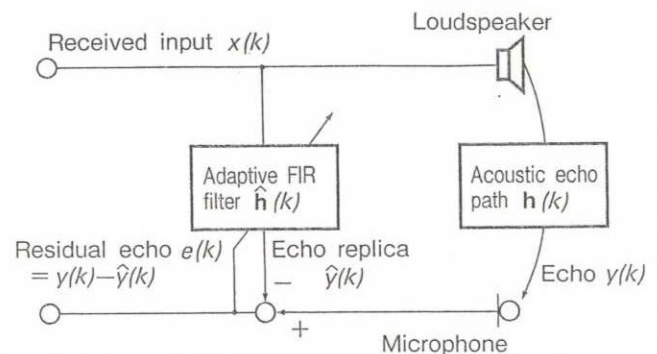 Loudspeaker
Received input x(k)
Adaptive FIR
filter ĥ(k)
Acoustic echo
path h(k)
Residual echo e(k)
= y(k)−ŷ(k)
Echo replica
− ŷ(k)
Echo y(k)
+
Microphone